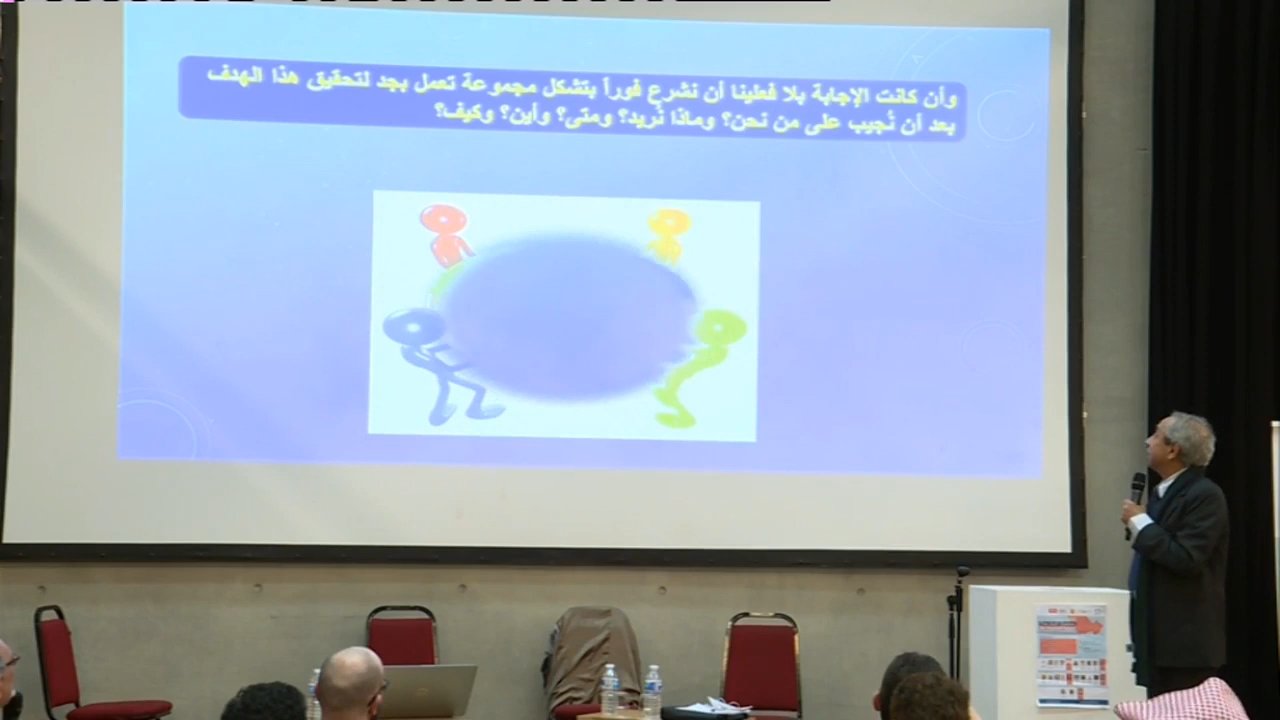 وأن كانت الإجابة بلا فعلينا أن نشرع فوراً بتشكل مجموعة تعمل بجد لتحقيق هذا الهدف
بعد أن نُجيب على من نحن؟ وماذا نُريد؟ ومتى؟ وأين؟ وكيف؟